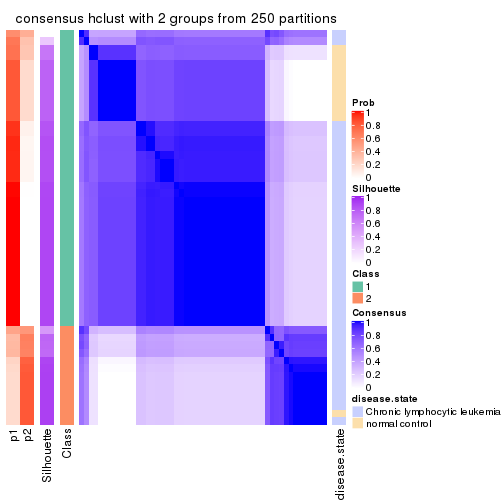 consensus hclust with 2 groups from 250 partitions
Prob
1
0.8
0.6
0.4
0.2
0
Silhouette
1
0.8
0.6
0.4
0.2
0
Class
1
2
Consensus
1
0.8
0.6
0.4
0.2
0
disease.state
Chronic lymphocytic leukemia
normal control
p1
p2
Silhouette
Class
disease.state